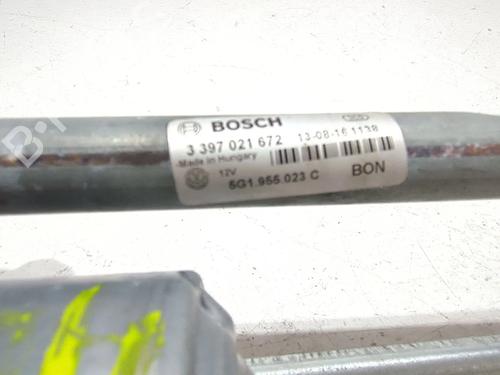 BOSCH
3 397 021 672 13-08-16 1138
Made in Hungary
12V
5G1.955.023 C BON